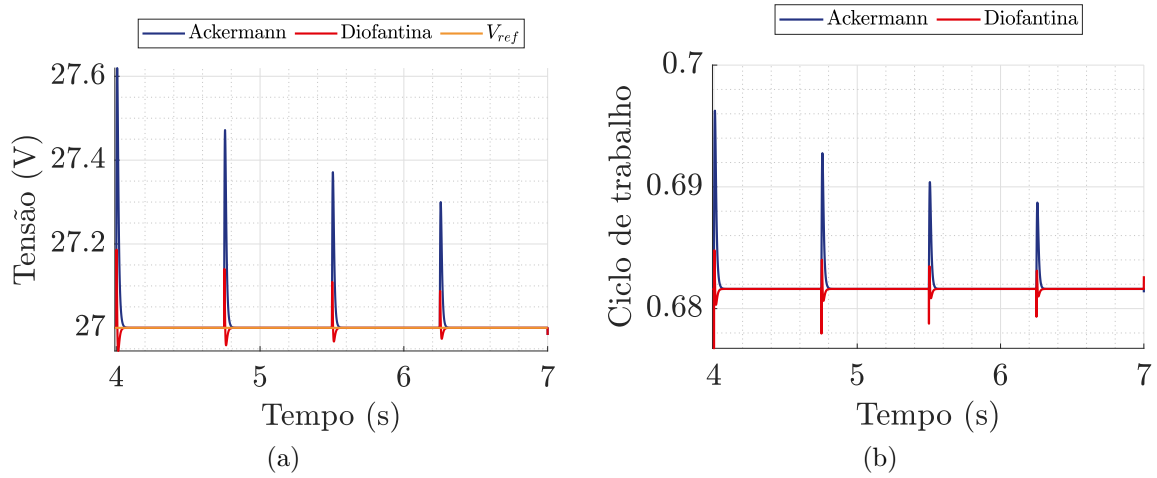 Ackermann Diofantina V_ref
27.6
27.4
27.2
27
Tensão (V)
4 5 6 7
Tempo (s)
(a)
Ackermann Diofantina
0.7
0.69
0.68
Ciclo de trabalho
4 5 6 7
Tempo (s)
(b)